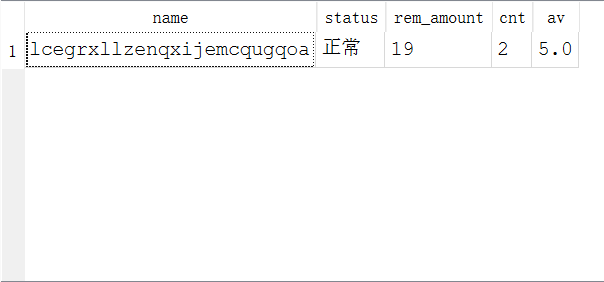 name status rem_amount cnt av
1 lcegrxllzenqxijemcqugqoa 正常 19 2 5.0